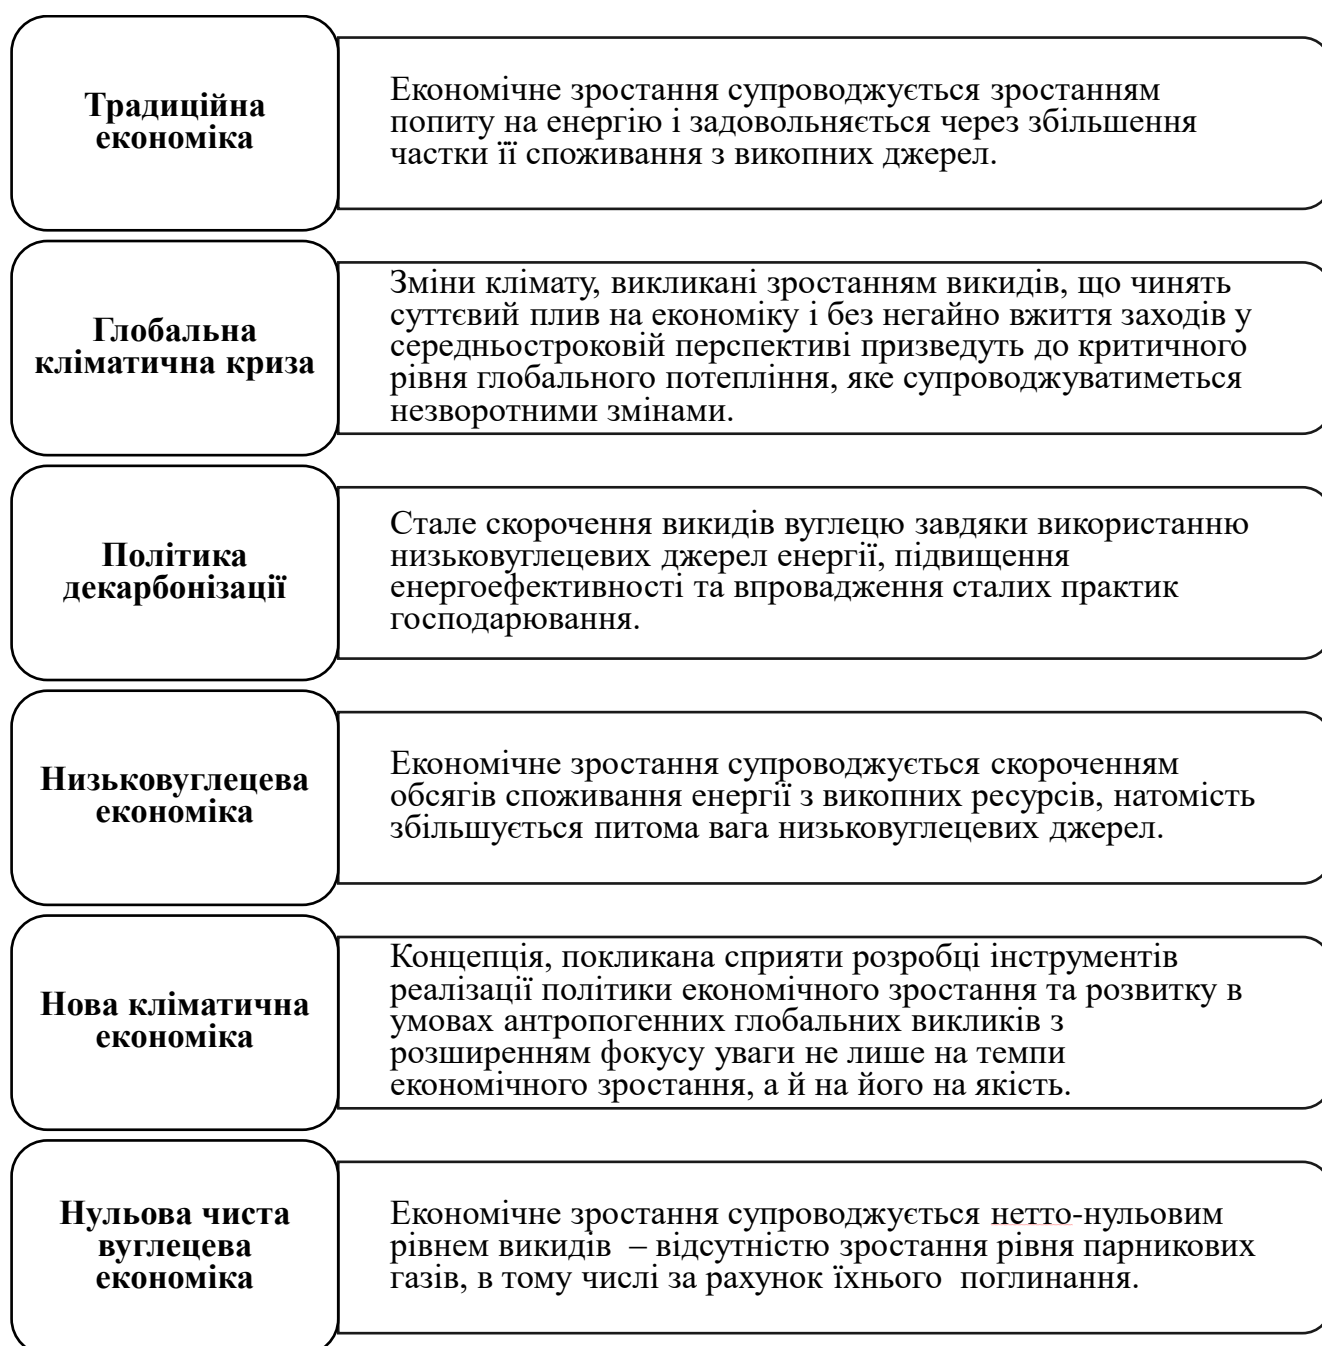 Традиційна
економіка
Економічне зростання супроводжується зростанням
попиту на енергію і задовольняється через збільшення
частки її споживання з викопних джерел.
Глобальна
кліматична криза
Зміни клімату, викликані зростанням викидів, що чинять
суттєвий плив на економіку і без негайно вжиття заходів у
середньостроковій перспективі призведуть до критичного
рівня глобального потепління, яке супроводжуватиметься
незворотними змінами.
Політика
декарбонізації
Стале скорочення викидів вуглецю завдяки використанню
низьковуглецевих джерел енергії, підвищення
енергоефективності та впровадження сталих практик
господарювання.
Низьковуглецева
економіка
Економічне зростання супроводжується скороченням
обсягів споживання енергії з викопних ресурсів, натомість
збільшується питома вага низьковуглецевих джерел.
Нова кліматична
економіка
Концепція, покликана сприяти розробці інструментів
реалізації політики економічного зростання та розвитку в
умовах антропогенних глобальних викликів з
розширенням фокусу уваги не лише на темпи
економічного зростання, а й на його на якість.
Нульова чиста
вуглецева
економіка
Економічне зростання супроводжується нетто-нульовим
рівнем викидів – відсутністю зростання рівня парникових
газів, в тому числі за рахунок їхнього поглинання.